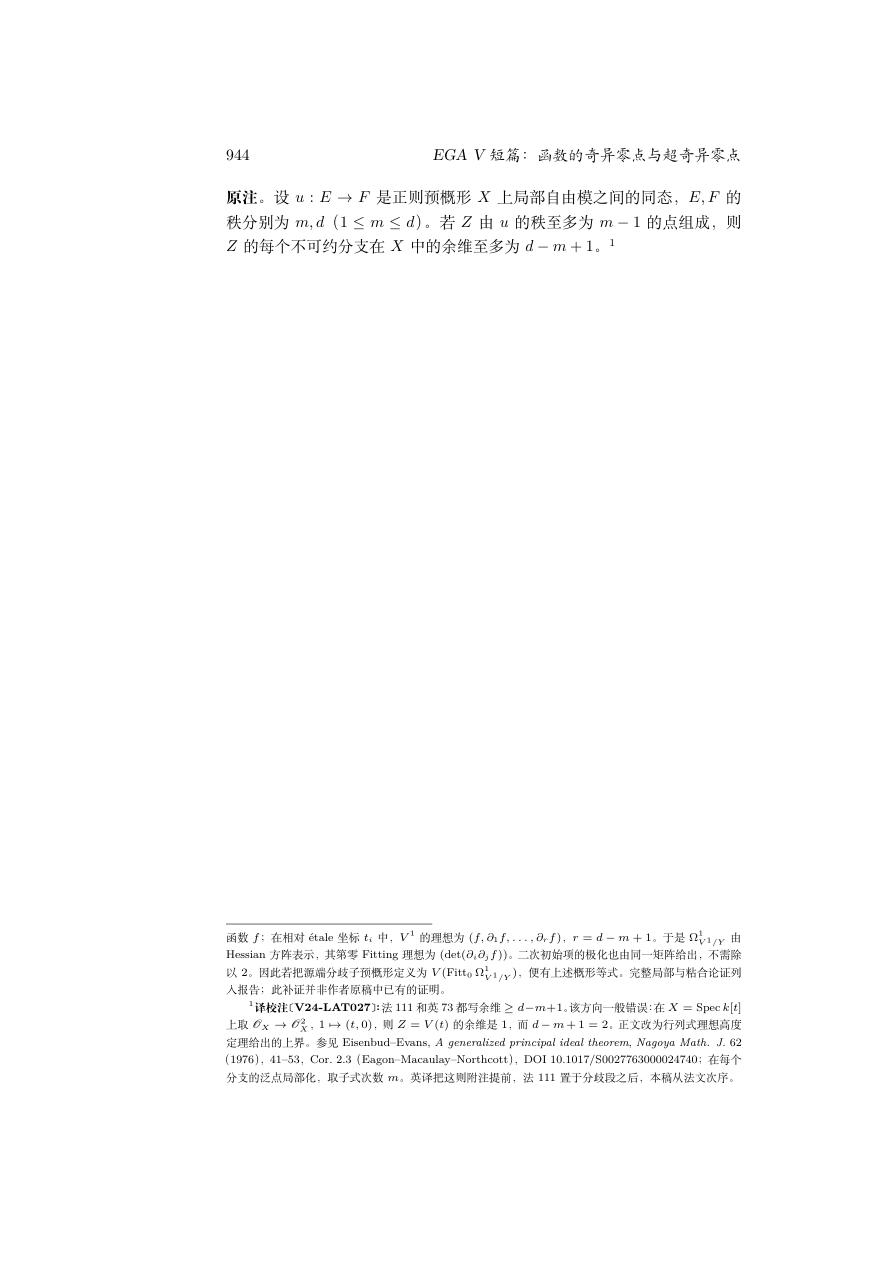 944 EGA V 短篇：函数的奇异零点与超奇异零点
原注。设 u : E → F 是正则预概形 X 上局部自由模之间的同态，E, F 的
秩分别为 m, d（1 ≤ m ≤ d）。若 Z 由 u 的秩至多为 m − 1 的点组成，则
Z 的每个不可约分支在 X 中的余维至多为 d − m + 1。¹
函数 f；在相对 étale 坐标 tᵢ 中，V¹ 的理想为 (f, ∂₁f, . . . , ∂ᵣf)，r = d − m + 1。于是 Ω¹_{V¹/Y} 由
Hessian 方阵表示，其第零 Fitting 理想为 (det(∂ᵢ∂ⱼf))。二次初始项的极化也由同一矩阵给出，不需除
以 2。因此若把源端分歧子预概形定义为 V(Fitt₀ Ω¹_{V¹/Y})，便有上述概形等式。完整局部与粘合论证列
入报告；此补证并非作者原稿中已有的证明。
¹译校注〔V24-LAT027〕：法 111 和英 73 都写余维 ≥ d−m+1。该方向一般错误：在 X = Spec k[t]
上取 𝒪_X → 𝒪²_X，1 ↦ (t, 0)，则 Z = V(t) 的余维是 1，而 d − m + 1 = 2。正文改为行列式理想高度
定理给出的上界。参见 Eisenbud–Evans, A generalized principal ideal theorem, Nagoya Math. J. 62
(1976)，41–53，Cor. 2.3 (Eagon–Macaulay–Northcott)，DOI 10.1017/S0027763000024740；在每个
分支的泛点局部化，取子式次数 m。英译把这则附注提前，法 111 置于分歧段之后，本稿从法文次序。